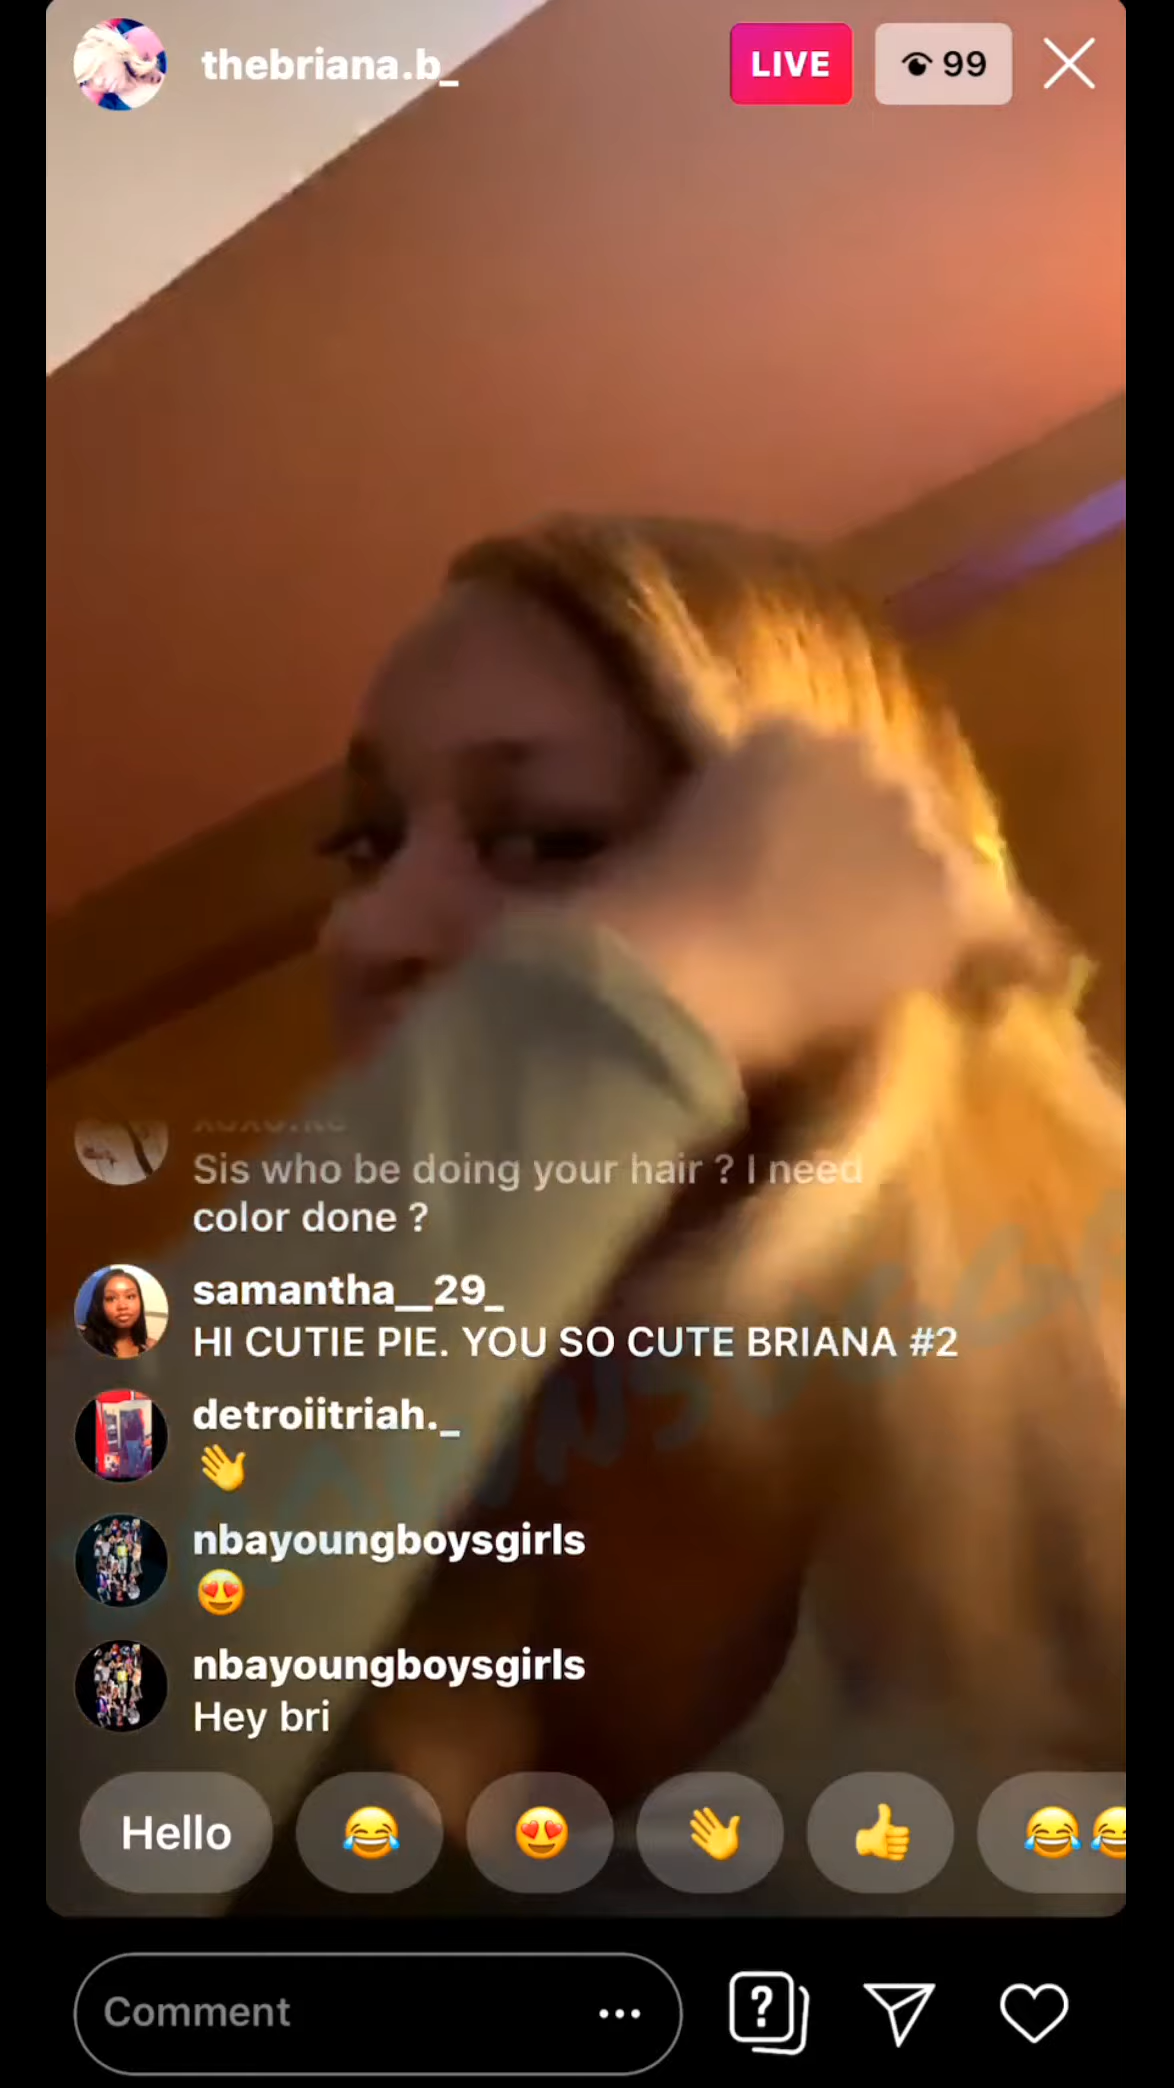 thebriana.b_
LIVE
99
Sis who be doing your hair ? I need
color done ?
samantha__29_
HI CUTIE PIE. YOU SO CUTE BRIANA #2
detroiitriah._
👋
nbayoungboysgirls
😍
nbayoungboysgirls
Hey bri
Hello 😂 😍 👋 👍 😂😂
Comment ...
?